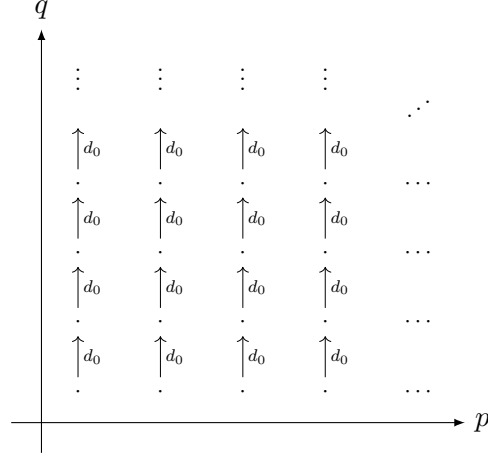 q
⋮ ⋮ ⋮ ⋮
⋰
d₀ d₀ d₀ d₀
· · · · ⋯
d₀ d₀ d₀ d₀
· · · · ⋯
d₀ d₀ d₀ d₀
· · · · ⋯
d₀ d₀ d₀ d₀
· · · · ⋯
p